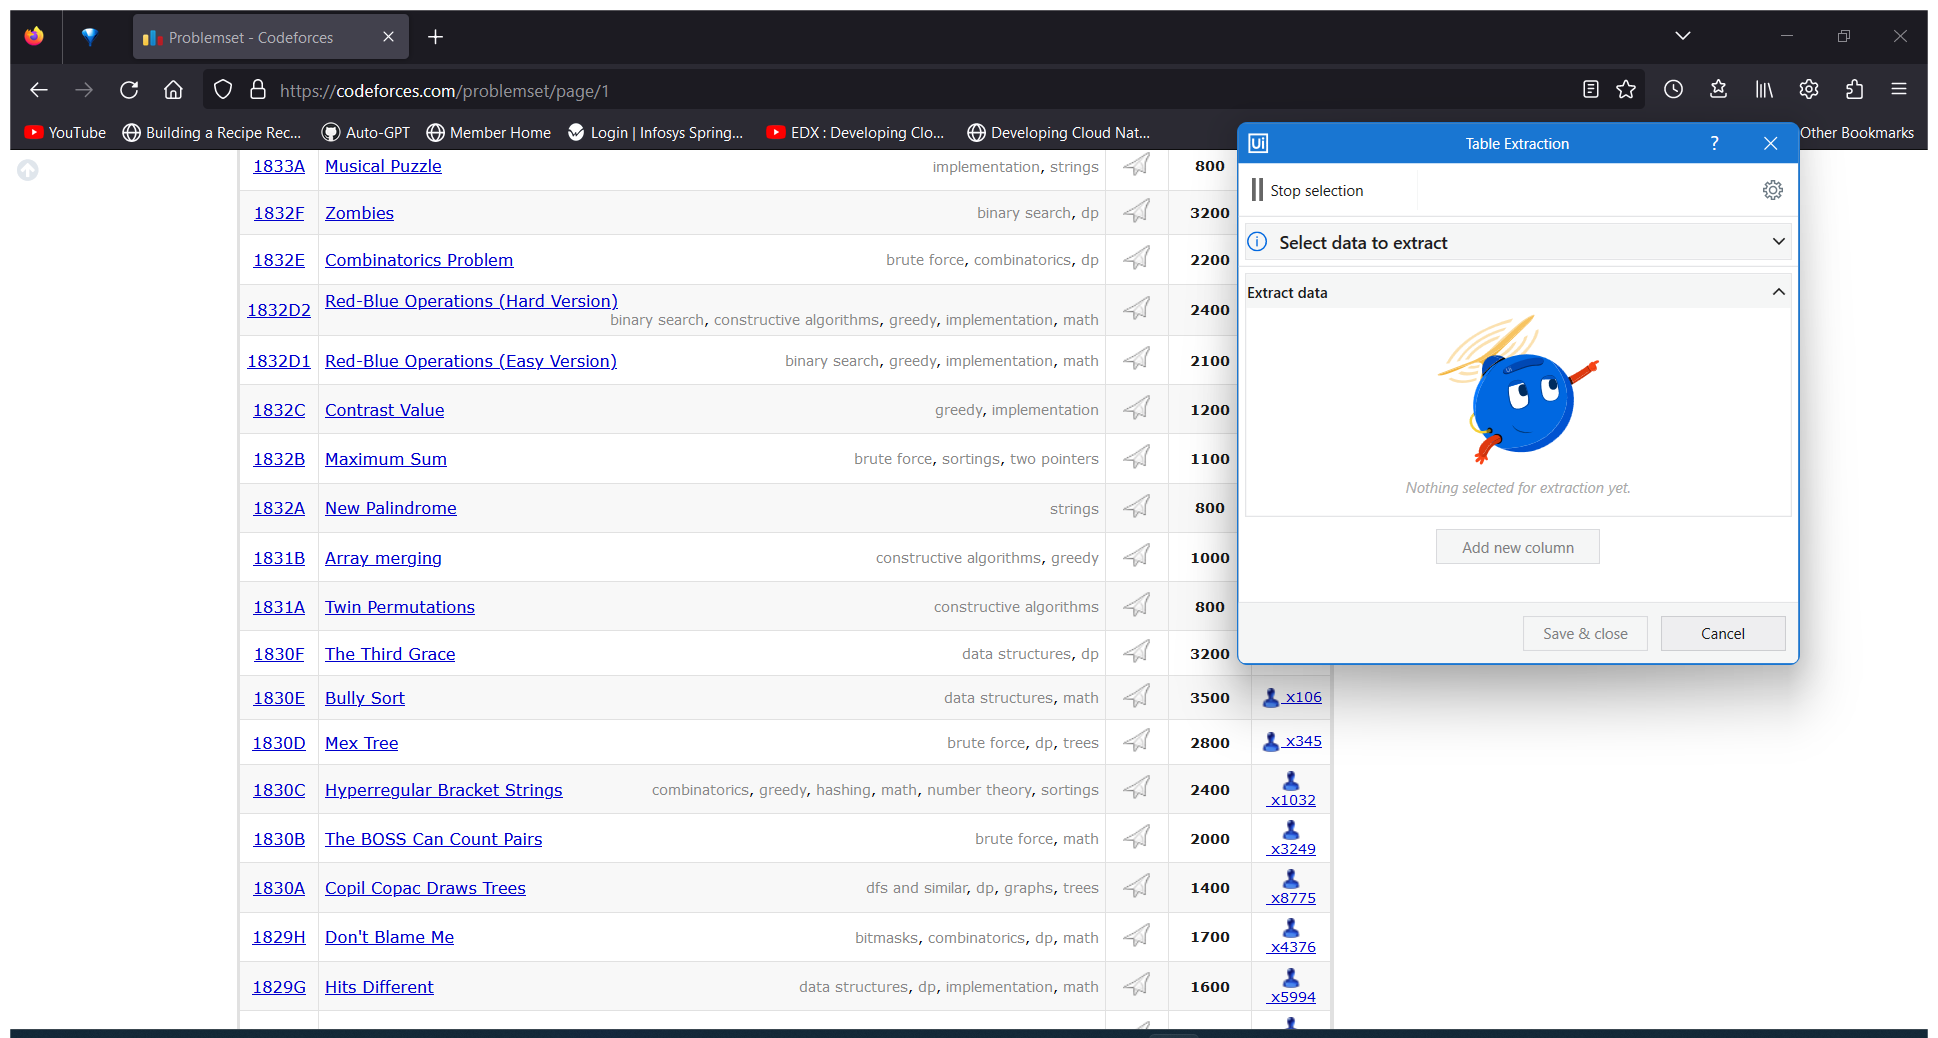 Problemset - Codeforces
https://codeforces.com/problemset/page/1
YouTube Building a Recipe Rec... Auto-GPT Member Home Login | Infosys Spring... EDX : Developing Clo... Developing Cloud Nat... Other Bookmarks
1833A Musical Puzzle implementation, strings 800
1832F Zombies binary search, dp 3200
1832E Combinatorics Problem brute force, combinatorics, dp 2200
1832D2 Red-Blue Operations (Hard Version) 2400
binary search, constructive algorithms, greedy, implementation, math
1832D1 Red-Blue Operations (Easy Version) binary search, greedy, implementation, math 2100
1832C Contrast Value greedy, implementation 1200
1832B Maximum Sum brute force, sortings, two pointers 1100
1832A New Palindrome strings 800
1831B Array merging constructive algorithms, greedy 1000
1831A Twin Permutations constructive algorithms 800
1830F The Third Grace data structures, dp 3200
1830E Bully Sort data structures, math 3500 x106
1830D Mex Tree brute force, dp, trees 2800 x345
1830C Hyperregular Bracket Strings combinatorics, greedy, hashing, math, number theory, sortings 2400 x1032
1830B The BOSS Can Count Pairs brute force, math 2000 x3249
1830A Copil Copac Draws Trees dfs and similar, dp, graphs, trees 1400 x8775
1829H Don't Blame Me bitmasks, combinatorics, dp, math 1700 x4376
1829G Hits Different data structures, dp, implementation, math 1600 x5994
Ui Table Extraction ?
Stop selection
Select data to extract
Extract data
Nothing selected for extraction yet.
Add new column
Save & close Cancel